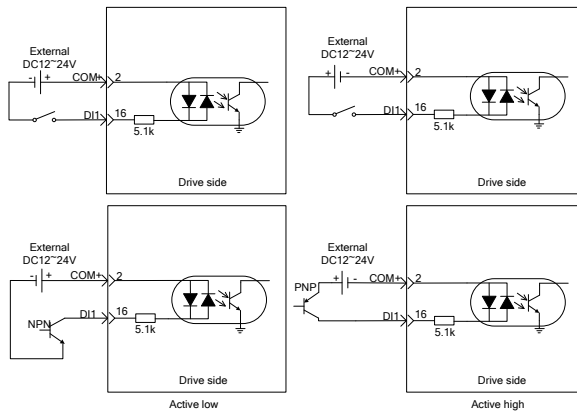 External
DC12~24V
- +
COM+
2
DI1
16
5.1k
Drive side
External
DC12~24V
+ -
COM+
2
DI1
16
5.1k
Drive side
External
DC12~24V
- +
COM+
2
NPN
DI1
16
5.1k
Drive side
External
DC12~24V
PNP
+ -
COM+
2
DI1
16
5.1k
Drive side
Active low
Active high